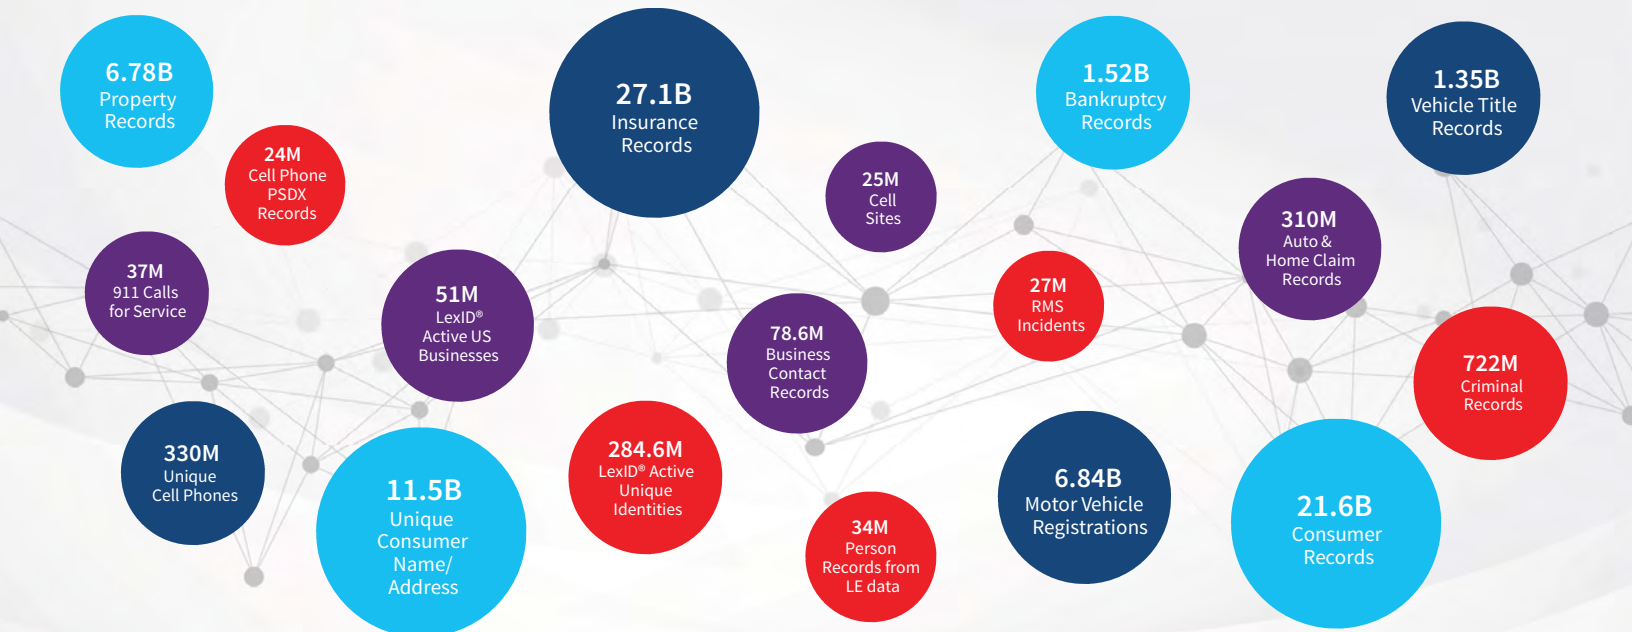 6.78B
Property
Records
24M
Cell Phone
PSDX
Records
27.1B
Insurance
Records
25M
Cell
Sites
1.52B
Bankruptcy
Records
1.35B
Vehicle Title
Records
37M
911 Calls
for Service
51M
LexID®
Active US
Businesses
78.6M
Business
Contact
Records
27M
RMS
Incidents
310M
Auto &
Home Claim
Records
722M
Criminal
Records
330M
Unique
Cell Phones
11.5B
Unique
Consumer
Name/
Address
284.6M
LexID® Active
Unique
Identities
34M
Person
Records from
LE data
6.84B
Motor Vehicle
Registrations
21.6B
Consumer
Records